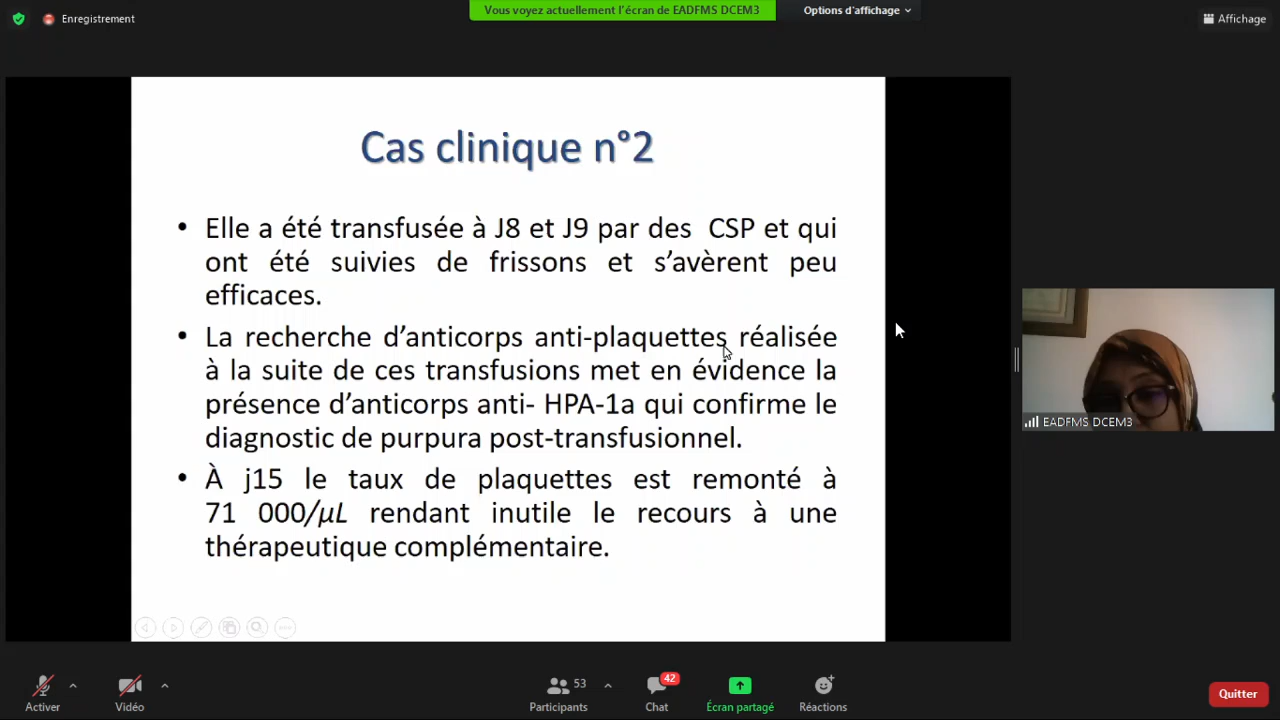 Enregistrement
Vous voyez actuellement l'écran de EADFMS DCEM3
Options d'affichage
Affichage
Cas clinique n°2
• Elle a été transfusée à J8 et J9 par des CSP et qui
ont été suivies de frissons et s'avèrent peu
efficaces.
• La recherche d'anticorps anti-plaquettes réalisée
à la suite de ces transfusions met en évidence la
présence d'anticorps anti- HPA-1a qui confirme le
diagnostic de purpura post-transfusionnel.
• À j15 le taux de plaquettes est remonté à
71 000/µL rendant inutile le recours à une
thérapeutique complémentaire.
EADFMS DCEM3
Activer
Vidéo
53
Participants
42
Chat
Écran partagé
Réactions
Quitter